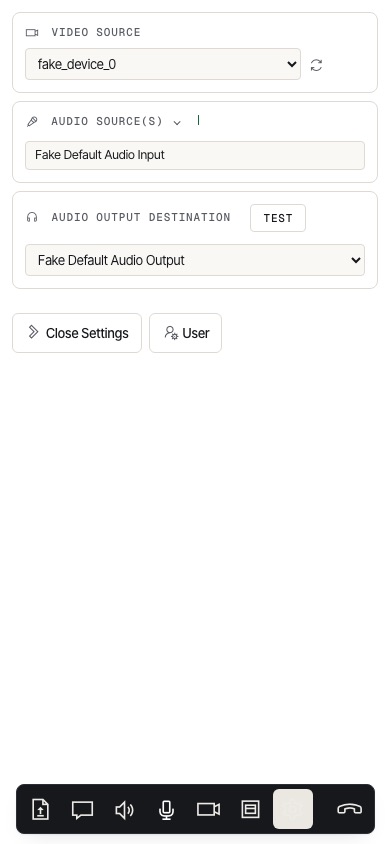 VIDEO SOURCE
fake_device_0
AUDIO SOURCE(S)
Fake Default Audio Input
AUDIO OUTPUT DESTINATION TEST
Fake Default Audio Output
Close Settings User